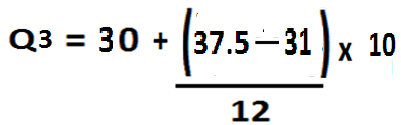 Q3 = 30 + (37.5 − 31) x 10
12